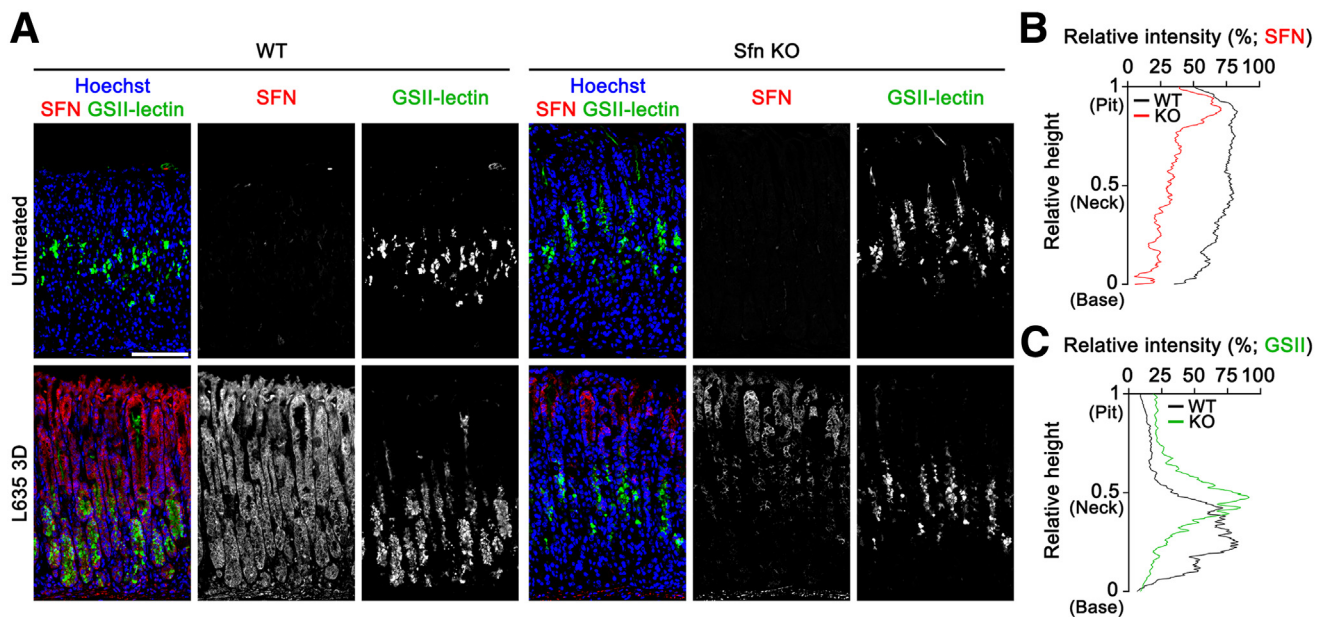 A
WT
Sfn KO
Hoechst
SFN GSII-lectin
SFN
GSII-lectin
Hoechst
SFN GSII-lectin
SFN
GSII-lectin
Untreated
L635 3D
B
Relative intensity (%; SFN)
0 25 50 75 100
1
(Pit)
WT
KO
0.5
(Neck)
0
(Base)
Relative height
C
Relative intensity (%; GSII)
0 25 50 75 100
1
(Pit)
WT
KO
0.5
(Neck)
0
(Base)
Relative height